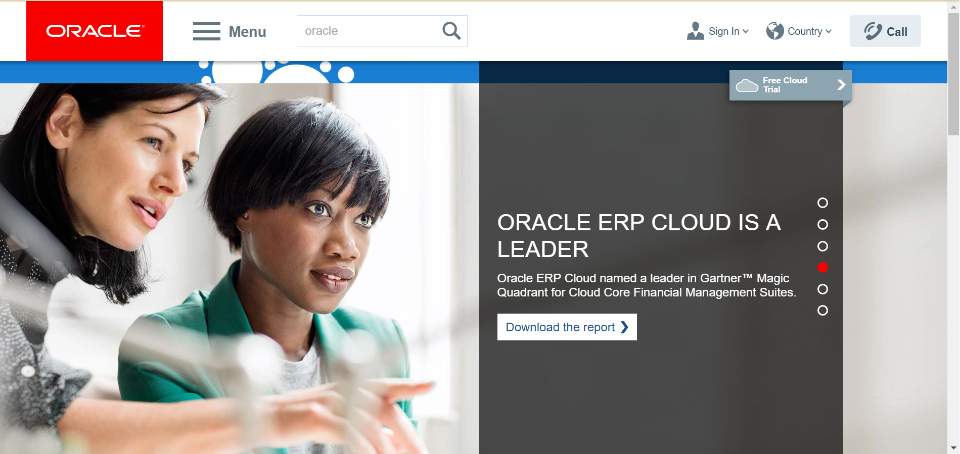 ORACLE®
Menu
oracle
Sign In
Country
Call
Free Cloud
Trial
ORACLE ERP CLOUD IS A
LEADER
Oracle ERP Cloud named a leader in Gartner™ Magic
Quadrant for Cloud Core Financial Management Suites.
Download the report